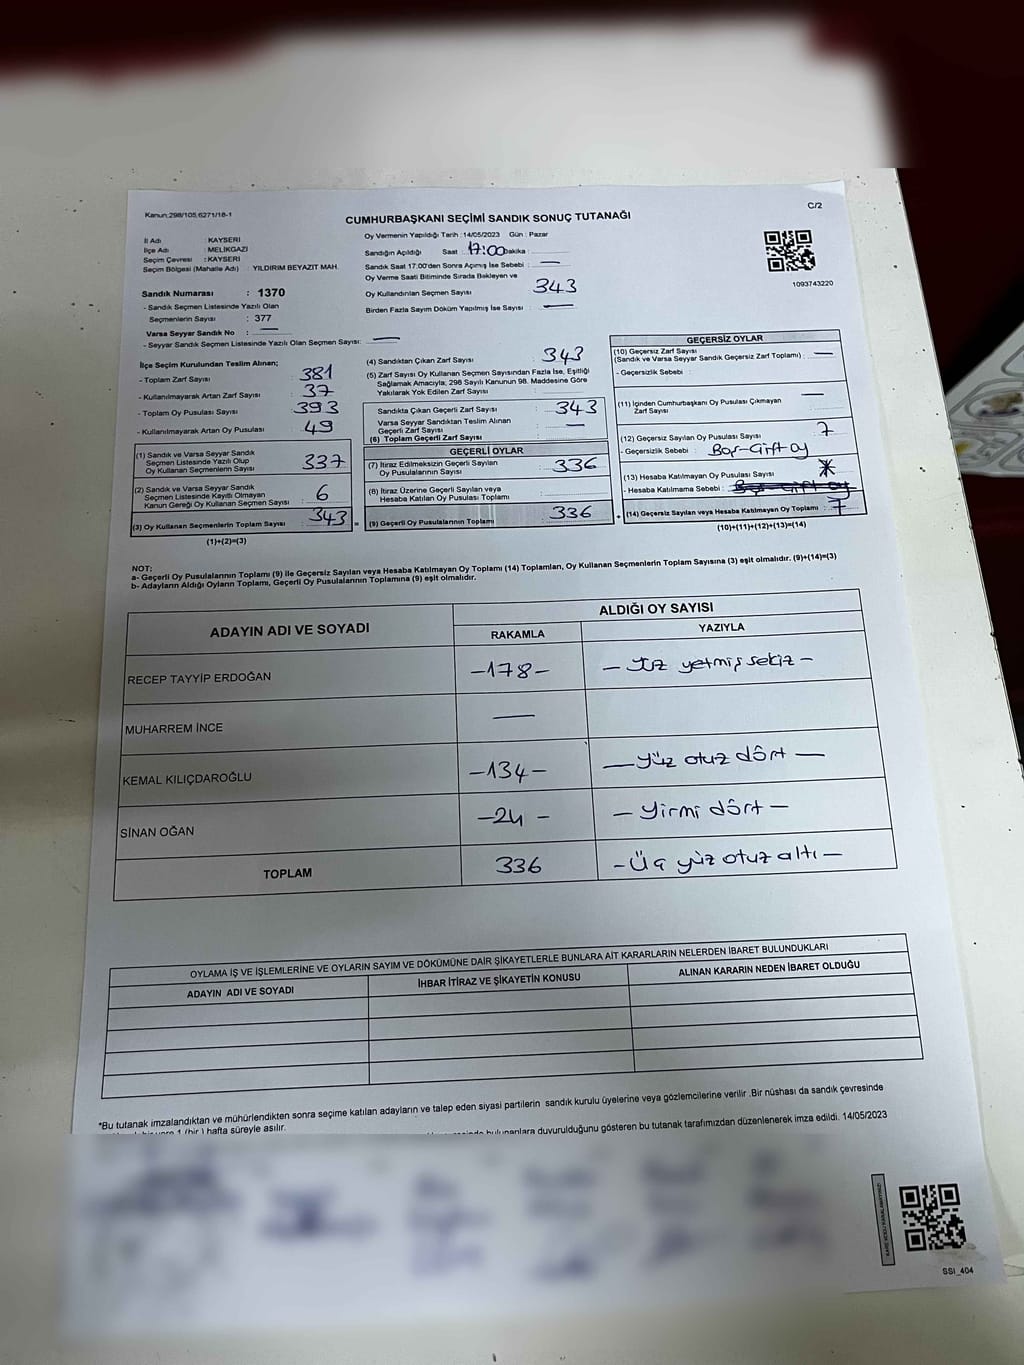 Kanun:298/105,6271/18-1
C/2
CUMHURBAŞKANI SEÇİMİ SANDIK SONUÇ TUTANAĞI
İl Adı : KAYSERİ
İlçe Adı : MELİKGAZİ
Seçim Çevresi : KAYSERİ
Seçim Bölgesi (Mahalle Adı) : YILDIRIM BEYAZIT MAH.
Oy Vermenin Yapıldığı Tarih : 14/05/2023 Gün : Pazar
Sandığın Açıldığı Saat 17:00 Dakika :
Sandık Saat 17:00'den Sonra Açımış İse Sebebi : —
Oy Verme Saati Bitiminde Sırada Bekleyen ve
Oy Kullandırılan Seçmen Sayısı 343
Birden Fazla Sayım Döküm Yapılmış İse Sayısı : —
1093743220
Sandık Numarası : 1370
- Sandık Seçmen Listesinde Yazılı Olan
Seçmenlerin Sayısı : 377
Varsa Seyyar Sandık No : —
- Seyyar Sandık Seçmen Listesinde Yazılı Olan Seçmen Sayısı: —
İlçe Seçim Kurulundan Teslim Alınan;
- Toplam Zarf Sayısı 381
- Kullanılmayarak Artan Zarf Sayısı 37
- Toplam Oy Pusulası Sayısı 393
- Kullanılmayarak Artan Oy Pusulası 49
(1) Sandık ve Varsa Seyyar Sandık
Seçmen Listesinde Yazılı Olup
Oy Kullanan Seçmenlerin Sayısı 337
(2) Sandık ve Varsa Seyyar Sandık
Seçmen Listesinde Kayıtlı Olmayan
Kanun Gereği Oy Kullanan Seçmen Sayısı 6
(3) Oy Kullanan Seçmenlerin Toplam Sayısı 343 =
(1)+(2)=(3)
(4) Sandıktan Çıkan Zarf Sayısı 343
(5) Zarf Sayısı Oy Kullanan Seçmen Sayısından Fazla İse, Eşitliği
Sağlamak Amacıyla, 298 Sayılı Kanunun 98. Maddesine Göre
Yakılarak Yok Edilen Zarf Sayısı
Sandıkta Çıkan Geçerli Zarf Sayısı 343
Varsa Seyyar Sandıktan Teslim Alınan
Geçerli Zarf Sayısı —
(6) Toplam Geçerli Zarf Sayısı
GEÇERLİ OYLAR
(7) İtiraz Edilmeksizin Geçerli Sayılan
Oy Pusulalarının Sayısı 336
(8) İtiraz Üzerine Geçerli Sayılan veya
Hesaba Katılan Oy Pusulası Toplamı
(9) Geçerli Oy Pusulalarının Toplamı 336 +
GEÇERSİZ OYLAR
(10) Geçersiz Zarf Sayısı
(Sandık ve Varsa Seyyar Sandık Geçersiz Zarf Toplamı) : —
- Geçersizlik Sebebi :
(11) İçinden Cumhurbaşkanı Oy Pusulası Çıkmayan
Zarf Sayısı —
(12) Geçersiz Sayılan Oy Pusulası Sayısı 7
- Geçersizlik Sebebi : Boş-Çift oy
(13) Hesaba Katılmayan Oy Pusulası Sayısı
- Hesaba Katılmama Sebebi :
(14) Geçersiz Sayılan veya Hesaba Katılmayan Oy Toplamı : 7
(10)+(11)+(12)+(13)=(14)
NOT;
a- Geçerli Oy Pusulalarının Toplamı (9) ile Geçersiz Sayılan veya Hesaba Katılmayan Oy Toplamı (14) Toplamları, Oy Kullanan Seçmenlerin Toplam Sayısına (3) eşit olmalıdır. (9)+(14)=(3)
b- Adayların Aldığı Oyların Toplamı, Geçerli Oy Pusulalarının Toplamına (9) eşit olmalıdır.
ADAYIN ADI VE SOYADI
ALDIĞI OY SAYISI
RAKAMLA YAZIYLA
RECEP TAYYİP ERDOĞAN -178- - Yüz yetmiş sekiz -
MUHARREM İNCE —
KEMAL KILIÇDAROĞLU -134- — Yüz otuz dört —
SİNAN OĞAN -24 - - Yirmi dört -
TOPLAM 336 - Üç yüz otuz altı -
OYLAMA İŞ VE İŞLEMLERİNE VE OYLARIN SAYIM VE DÖKÜMÜNE DAİR ŞİKAYETLERLE BUNLARA AİT KARARLARIN NELERDEN İBARET BULUNDUKLARI
ADAYIN ADI VE SOYADI İHBAR İTİRAZ VE ŞİKAYETİN KONUSU ALINAN KARARIN NEDEN İBARET OLDUĞU
*Bu tutanak imzalandıktan ve mühürlendikten sonra seçime katılan adayların ve talep eden siyasi partilerin sandık kurulu üyelerine veya gözlemcilerine verilir .Bir nüshası da sandık çevresinde
1 (bir ) hafta süreyle asılır.
bulunanlara duyurulduğunu gösteren bu tutanak tarafımızdan düzenlenerek imza edildi. 14/05/2023
SSI_404